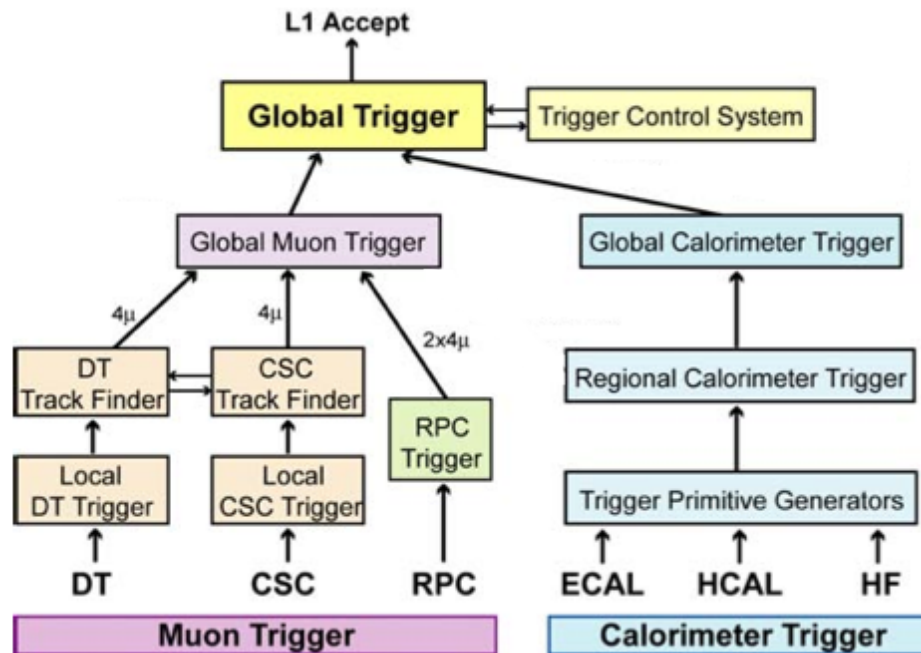 L1 Accept
Global Trigger
Trigger Control System
Global Muon Trigger
Global Calorimeter Trigger
4μ
4μ
2x4μ
DT
Track Finder
CSC
Track Finder
Regional Calorimeter Trigger
RPC
Trigger
Local
DT Trigger
Local
CSC Trigger
Trigger Primitive Generators
DT
CSC
RPC
ECAL
HCAL
HF
Muon Trigger
Calorimeter Trigger